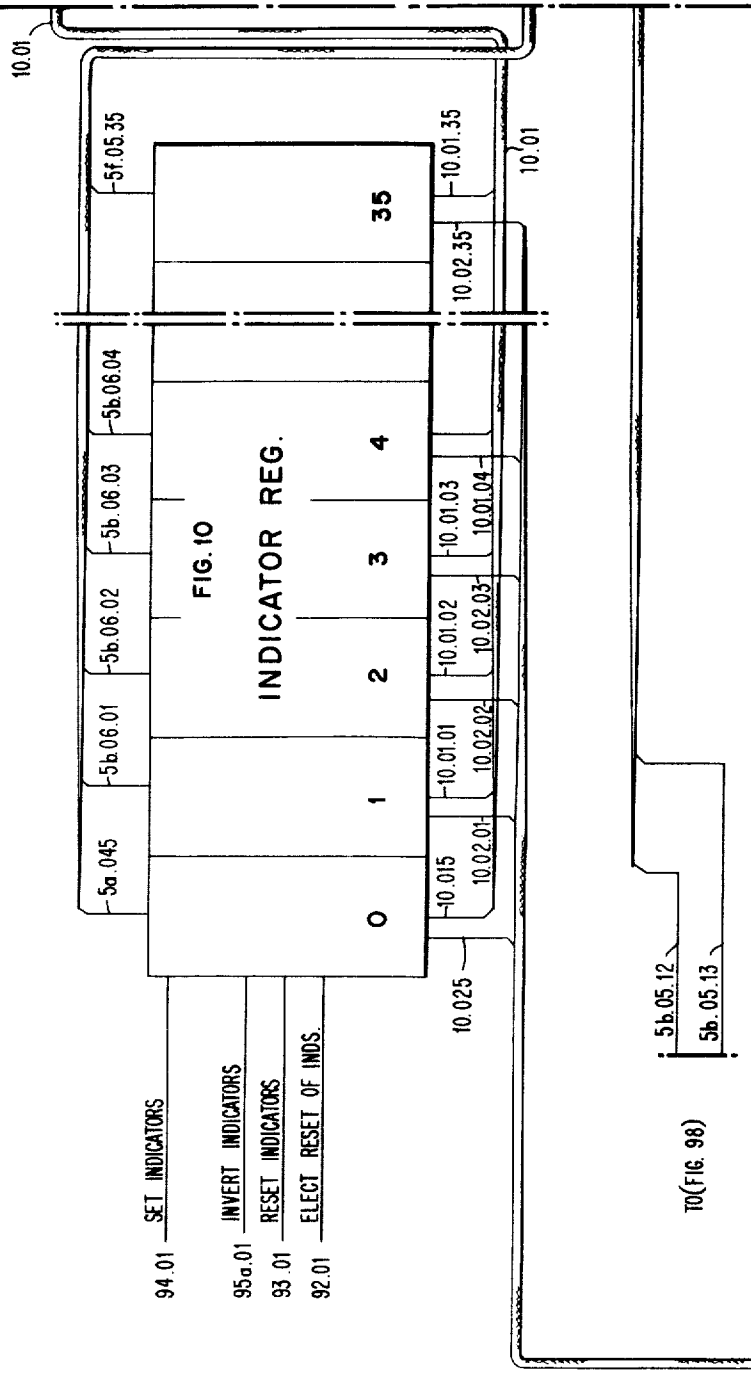 10.01
5f.05.35
5b.06.04
5b.06.03
5b.06.02
5b.06.01
5a.045
FIG. 10
INDICATOR REG.
0
1
2
3
4
35
94.01 SET INDICATORS
95a.01 INVERT INDICATORS
93.01 RESET INDICATORS
92.01 ELECT RESET OF INDS.
10.025
10.015
10.02.01
10.01.01
10.02.02
10.01.02
10.02.03
10.01.03
10.01.04
10.02.35
10.01.35
10.01
5b.05.12
5b.05.13
TO(FIG. 98)